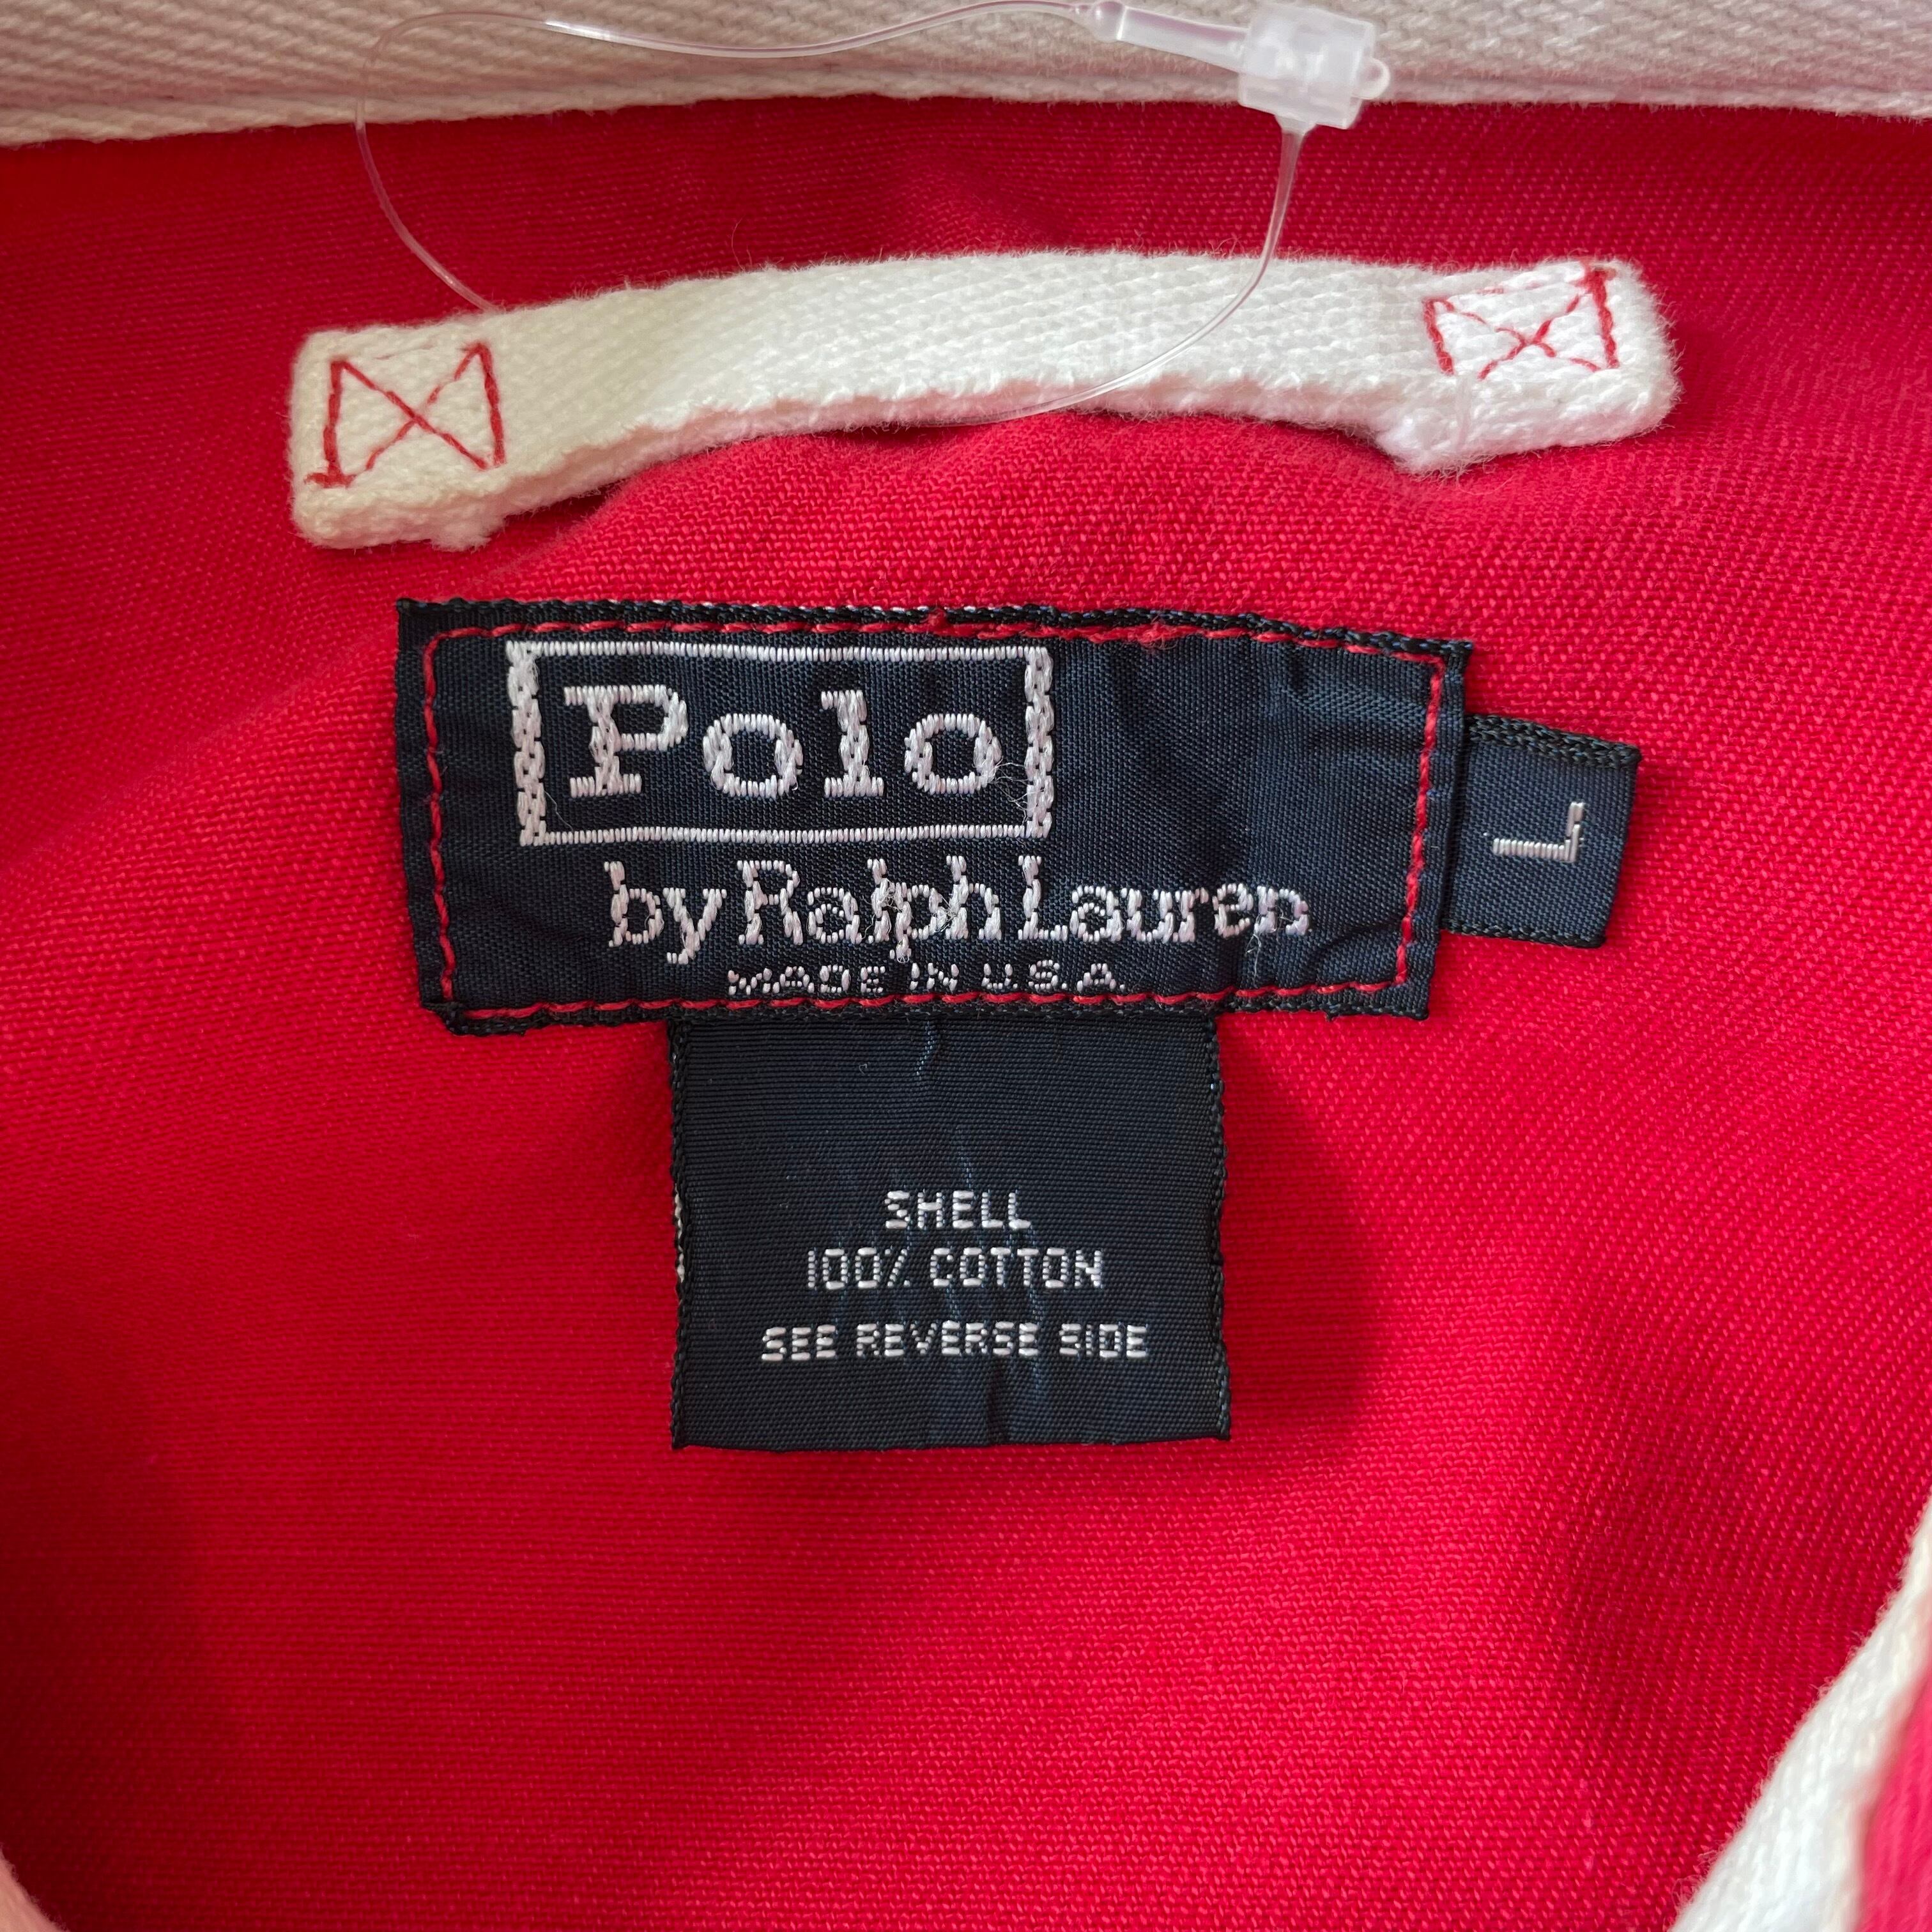 Polo
by Ralph Lauren
MADE IN U.S.A.
L
SHELL
100% COTTON
SEE REVERSE SIDE